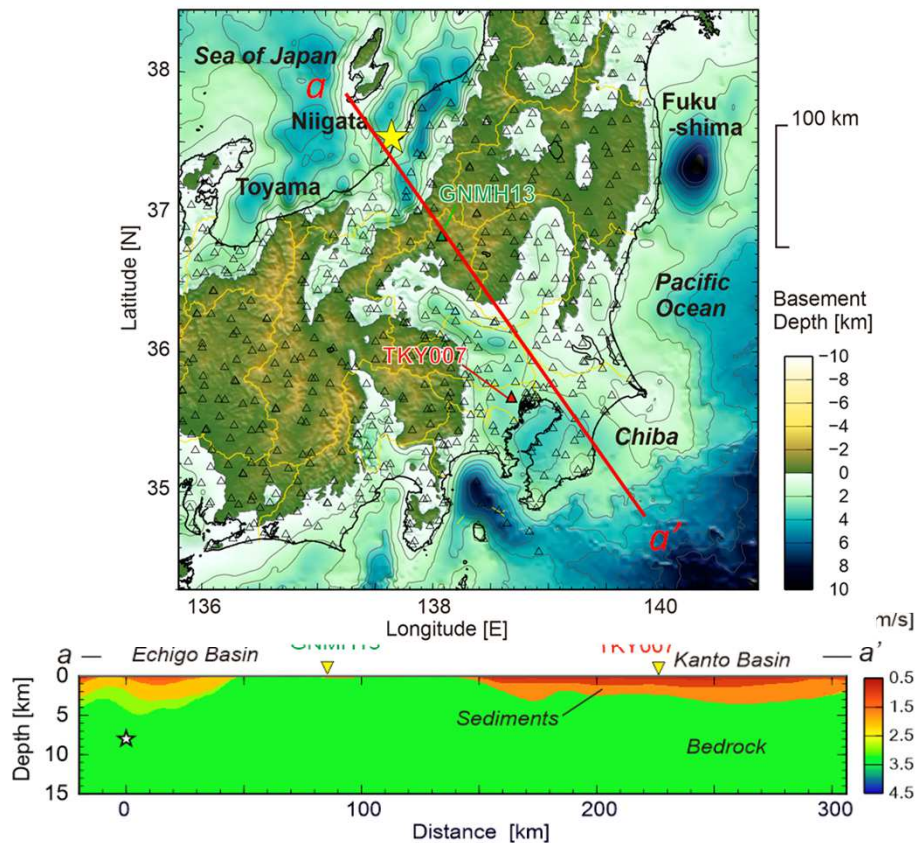 Sea of Japan
a
Niigata
Toyama
GNMH13
TKY007
Fuku
-shima
Pacific
Ocean
Chiba
a'
100 km
38
37
36
35
Latitude [N]
136
138
139
140
Longitude [E]
Basement
Depth [km]
−10
−8
−6
−4
−2
0
2
4
6
8
10
a
Echigo Basin
GNMH13
TKY007
Kanto Basin
a'
m/s]
0
5
10
15
Depth [km]
Sediments
Bedrock
0
100
200
300
Distance [km]
0.5
1.5
2.5
3.5
4.5